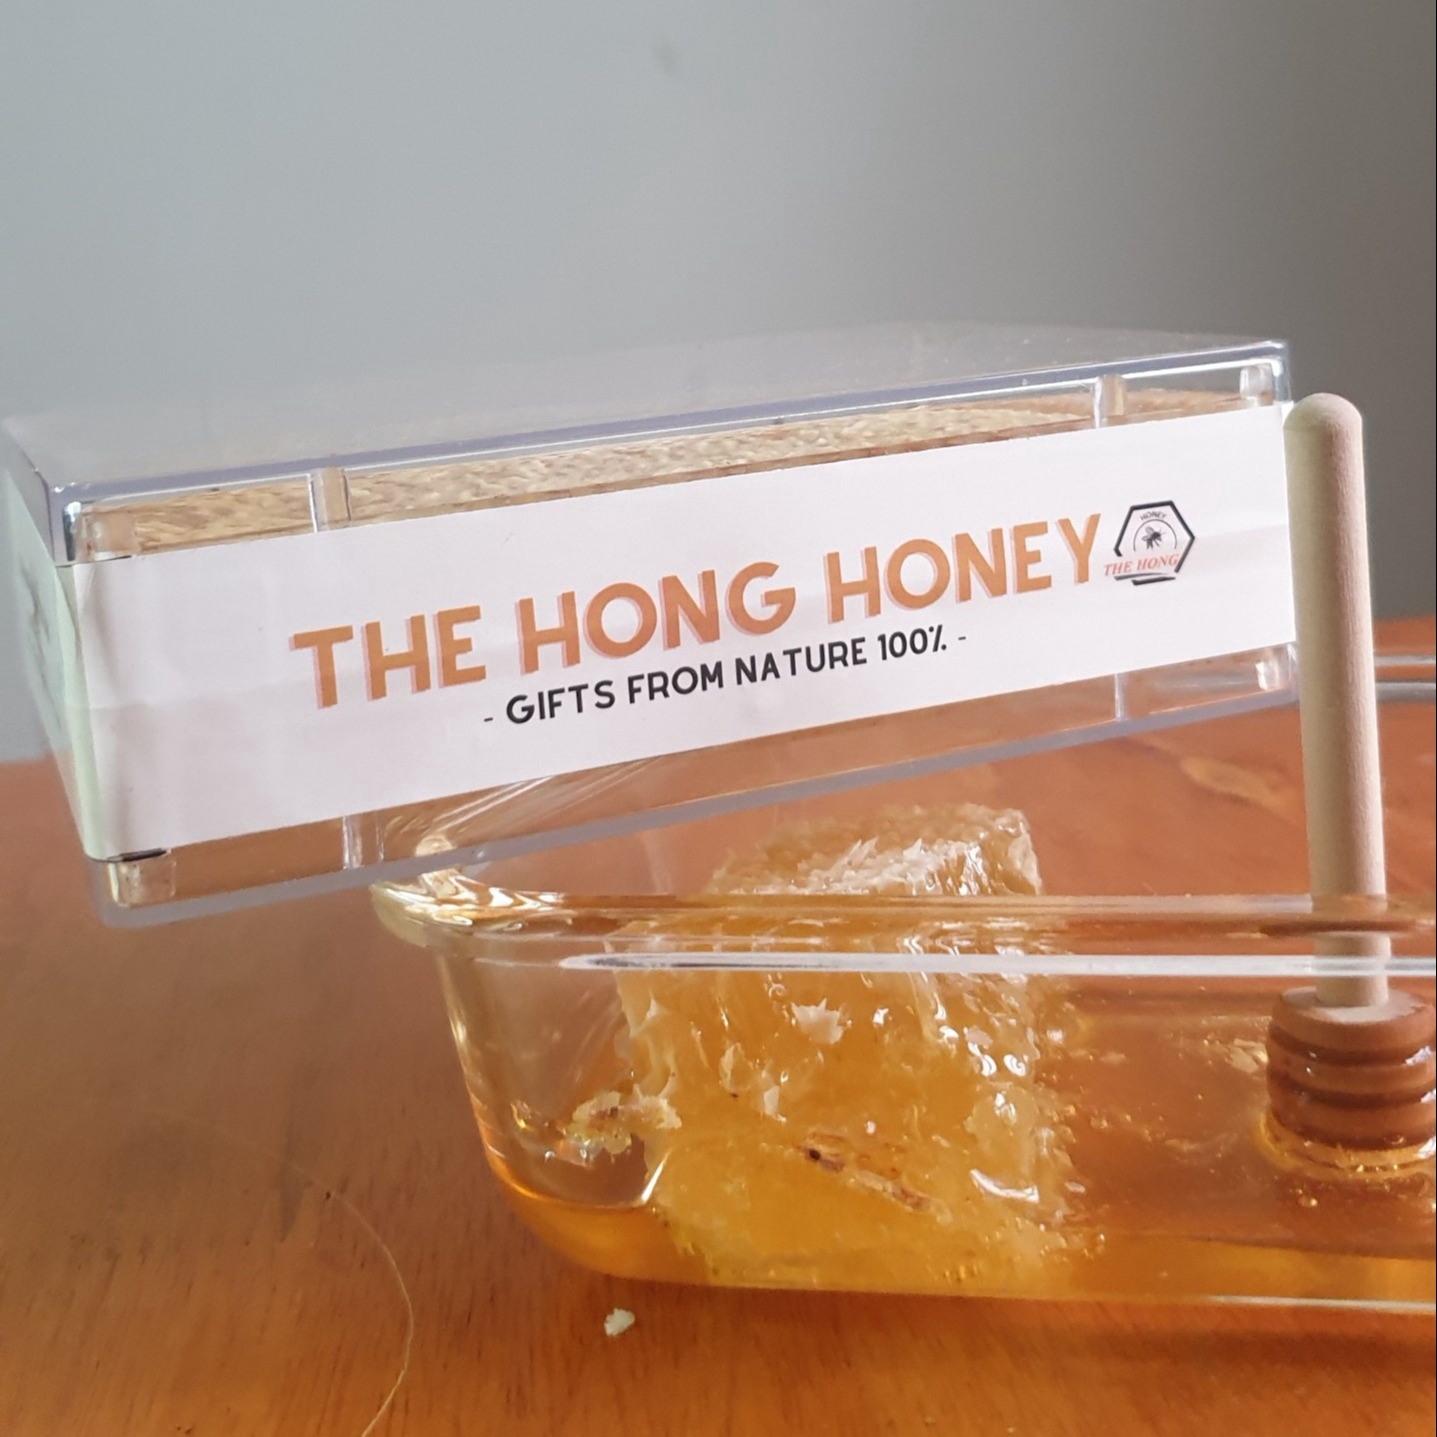 THE HONG HONEY
- GIFTS FROM NATURE 100% -
HONEY
THE HONG